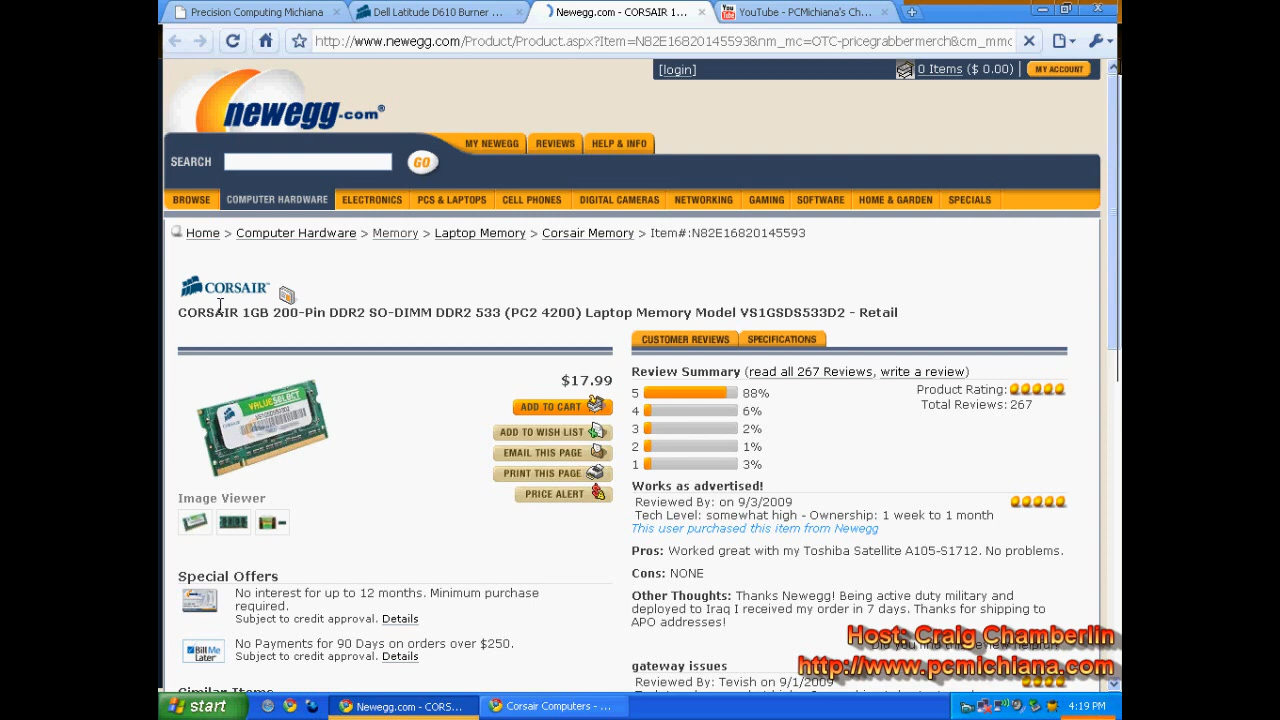 Precision Computing Michiana
Dell Latitude D610 Burner ...
Newegg.com - CORSAIR 1...
YouTube - PCMichiana's Ch...
http://www.newegg.com/Product/Product.aspx?Item=N82E16820145593&nm_mc=OTC-pricegrabbermerch&cm_mmc
[login]
0 Items ($ 0.00)
MY ACCOUNT
newegg.com®
MY NEWEGG
REVIEWS
HELP & INFO
SEARCH
GO
BROWSE
COMPUTER HARDWARE
ELECTRONICS
PCS & LAPTOPS
CELL PHONES
DIGITAL CAMERAS
NETWORKING
GAMING
SOFTWARE
HOME & GARDEN
SPECIALS
Home > Computer Hardware > Memory > Laptop Memory > Corsair Memory > Item#:N82E16820145593
CORSAIR™
CORSAIR 1GB 200-Pin DDR2 SO-DIMM DDR2 533 (PC2 4200) Laptop Memory Model VS1GSDS533D2 - Retail
VALUESELECT
$17.99
ADD TO CART
ADD TO WISH LIST
EMAIL THIS PAGE
PRINT THIS PAGE
PRICE ALERT
Image Viewer
Special Offers
No interest for up to 12 months. Minimum purchase
required.
Subject to credit approval. Details
Bill Me
Later
No Payments for 90 Days on orders over $250.
Subject to credit approval. Details
Similar Items
CUSTOMER REVIEWS
SPECIFICATIONS
Review Summary (read all 267 Reviews, write a review)
5 88%
4 6%
3 2%
2 1%
1 3%
Product Rating:
Total Reviews: 267
Works as advertised!
Reviewed By: on 9/3/2009
Tech Level: somewhat high - Ownership: 1 week to 1 month
This user purchased this item from Newegg
Pros: Worked great with my Toshiba Satellite A105-S1712. No problems.
Cons: NONE
Other Thoughts: Thanks Newegg! Being active duty military and
deployed to Iraq I received my order in 7 days. Thanks for shipping to
APO addresses!
Did you find this review helpful?
gateway issues
Reviewed By: Tevish on 9/1/2009
Host: Craig Chamberlin
http://www.pcmichiana.com
start
Newegg.com - CORS...
Corsair Computers - ...
4:19 PM